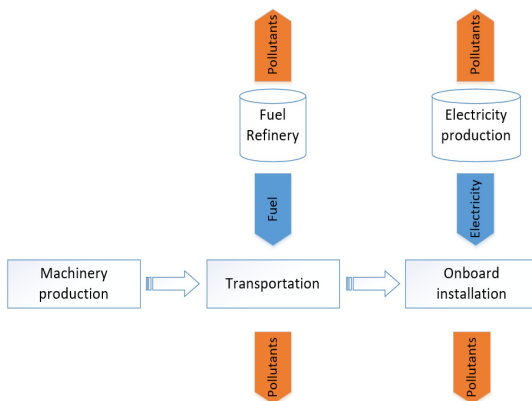 Pollutants
Pollutants
Fuel
Refinery
Electricity
production
Fuel
Electricity
Machinery
production
Transportation
Onboard
installation
Pollutants
Pollutants